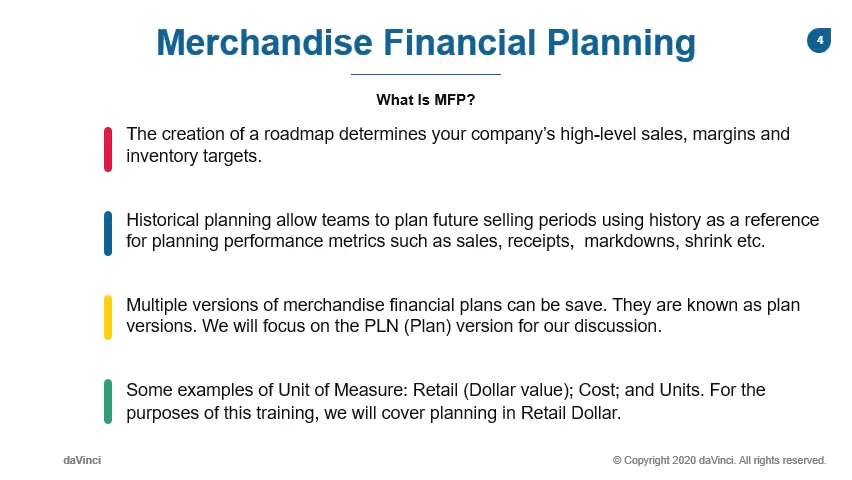 Merchandise Financial Planning
4
What Is MFP?
The creation of a roadmap determines your company’s high-level sales, margins and
inventory targets.
Historical planning allow teams to plan future selling periods using history as a reference
for planning performance metrics such as sales, receipts,  markdowns, shrink etc.
Multiple versions of merchandise financial plans can be save. They are known as plan
versions. We will focus on the PLN (Plan) version for our discussion.
Some examples of Unit of Measure: Retail (Dollar value); Cost; and Units. For the
purposes of this training, we will cover planning in Retail Dollar.
daVinci
© Copyright 2020 daVinci. All rights reserved.